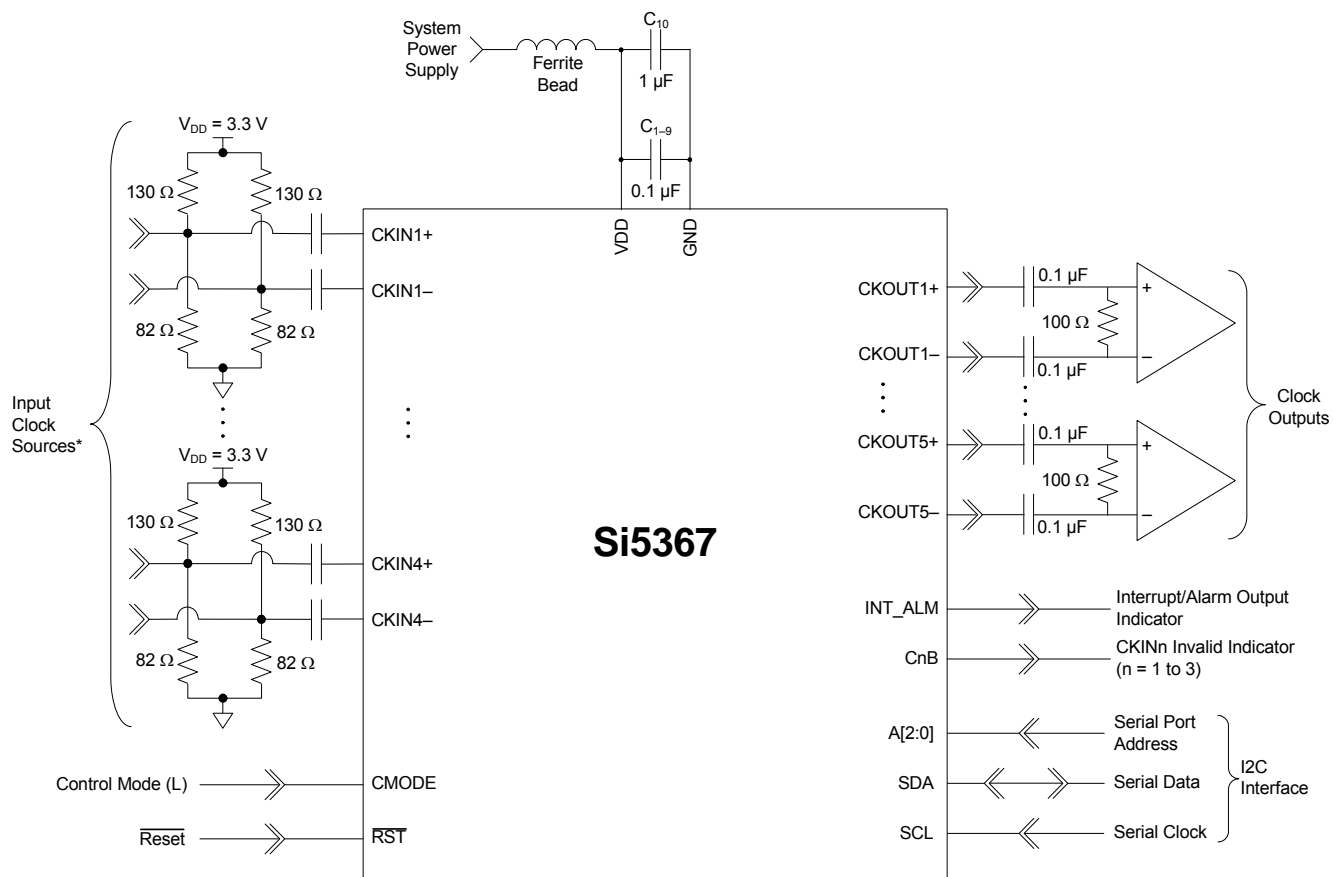 System
Power
Supply
Ferrite
Bead
C₁₀
1 µF
C₁₋₉
0.1 µF
VDD
GND
Input
Clock
Sources*
V_DD = 3.3 V
130 Ω
130 Ω
82 Ω
82 Ω
CKIN1+
CKIN1–
V_DD = 3.3 V
130 Ω
130 Ω
82 Ω
82 Ω
CKIN4+
CKIN4–
Control Mode (L)
CMODE
Reset
RST
Si5367
CKOUT1+
0.1 µF
+
100 Ω
CKOUT1–
0.1 µF
–
CKOUT5+
0.1 µF
+
100 Ω
CKOUT5–
0.1 µF
–
Clock
Outputs
INT_ALM
Interrupt/Alarm Output
Indicator
CnB
CKINn Invalid Indicator
(n = 1 to 3)
A[2:0]
Serial Port
Address
SDA
Serial Data
SCL
Serial Clock
I2C
Interface